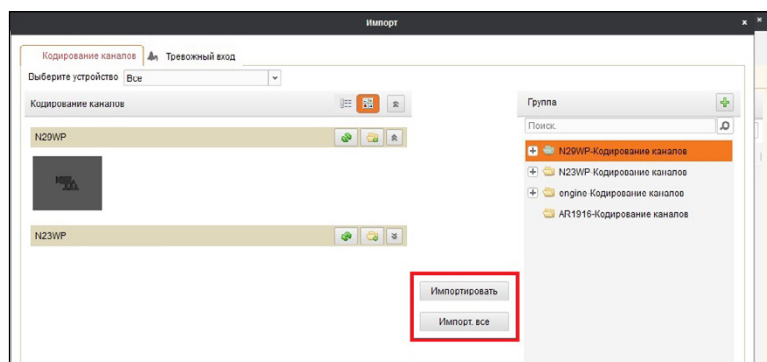 Импорт
Кодирование каналов
Тревожный вход
Выберите устройство Все
Кодирование каналов
N29WP
N23WP
Импортировать
Импорт. все
Группа
Поиск.
N29WP-Кодирование каналов
N23WP-Кодирование каналов
engine-Кодирование каналов
AR1916-Кодирование каналов